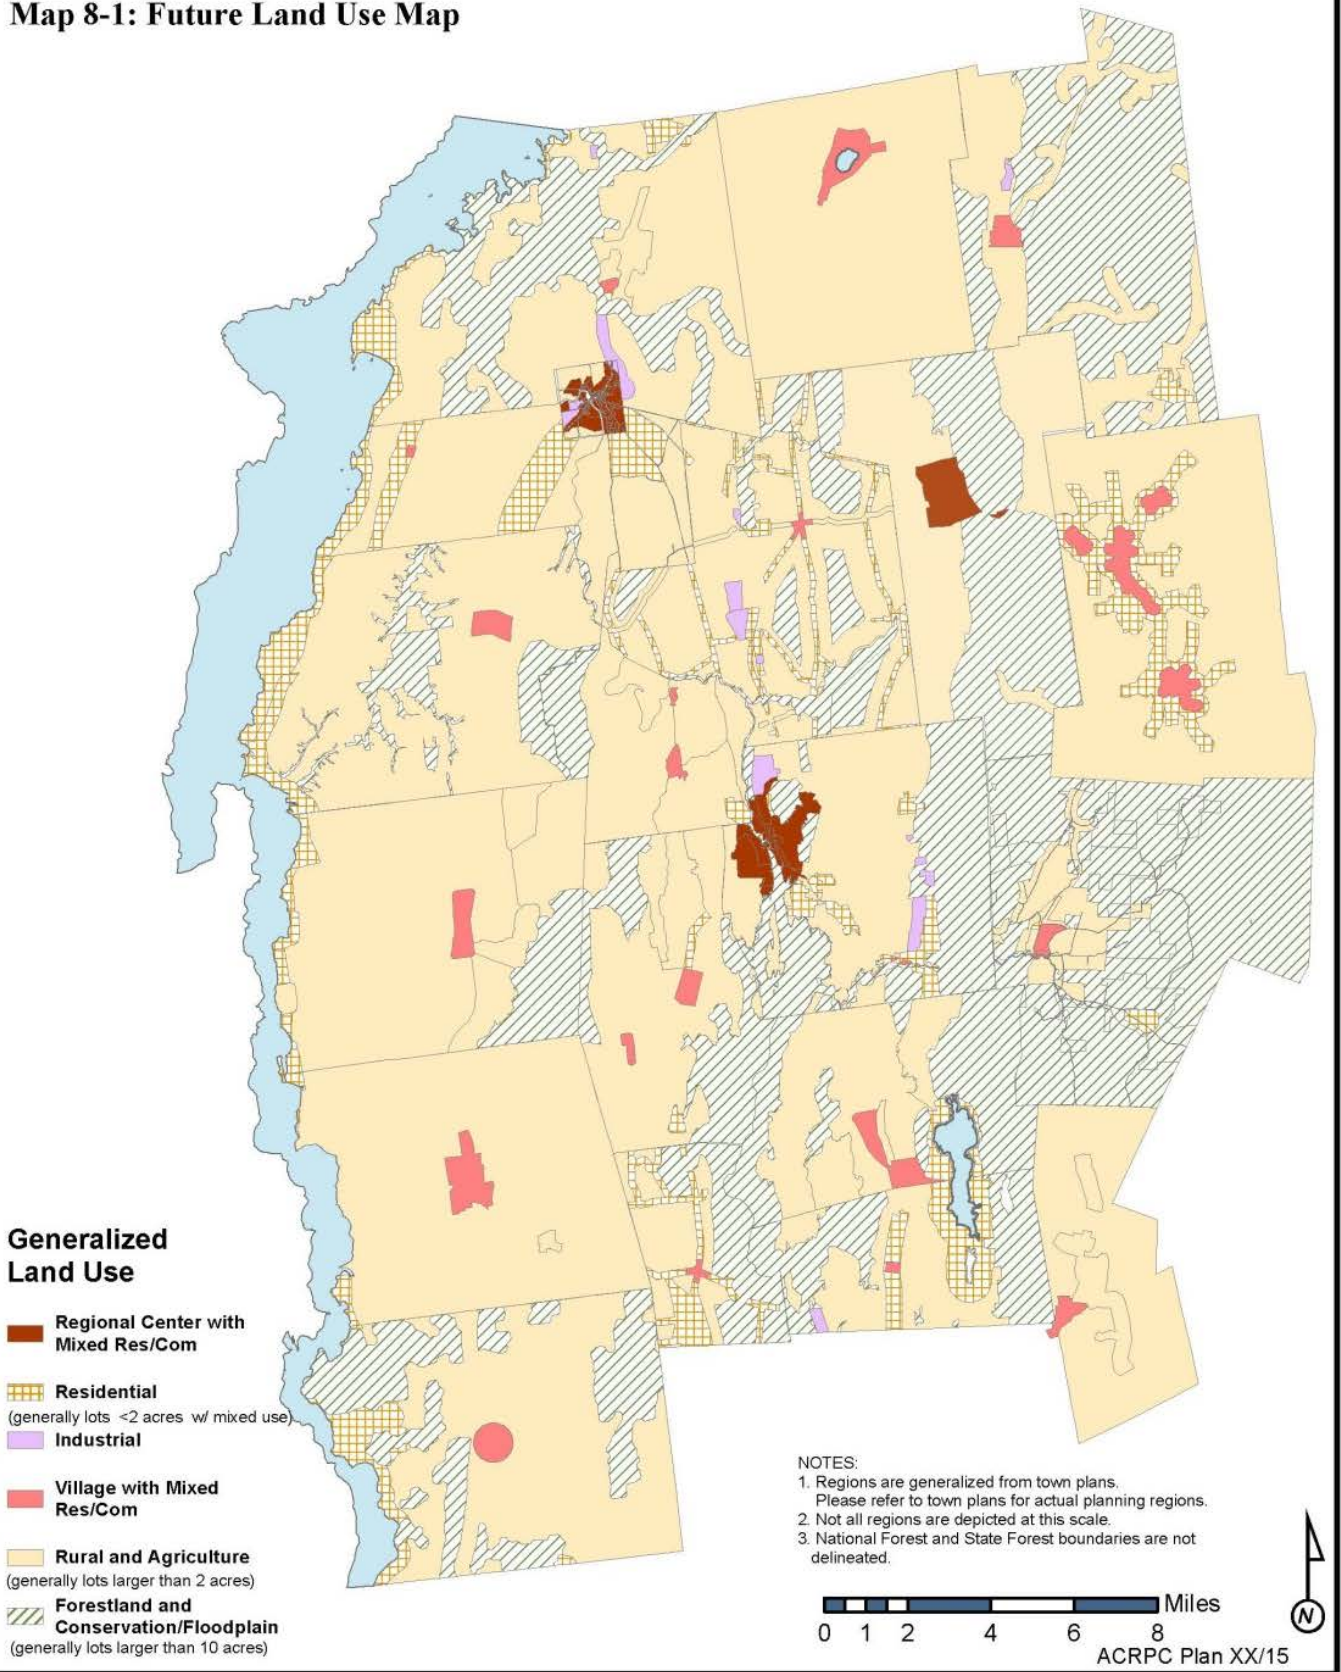 Map 8-1: Future Land Use Map
Generalized
Land Use
Regional Center with
Mixed Res/Com
Residential
(generally lots <2 acres w/ mixed use)
Industrial
Village with Mixed
Res/Com
Rural and Agriculture
(generally lots larger than 2 acres)
Forestland and
Conservation/Floodplain
(generally lots larger than 10 acres)
NOTES:
1. Regions are generalized from town plans.
Please refer to town plans for actual planning regions.
2. Not all regions are depicted at this scale.
3. National Forest and State Forest boundaries are not
delineated.
Miles
0 1 2 4 6 8
N
ACRPC Plan XX/15